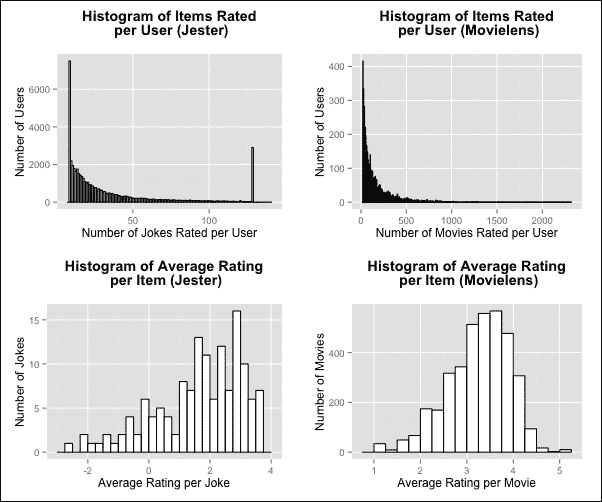 Histogram of Items Rated
per User (Jester)
Number of Users
6000
4000
2000
0
50
100
Number of Jokes Rated per User
Histogram of Items Rated
per User (Movielens)
Number of Users
400
300
200
100
0
0
500
1000
1500
2000
Number of Movies Rated per User
Histogram of Average Rating
per Item (Jester)
Number of Jokes
15
10
5
0
-2
0
2
4
Average Rating per Joke
Histogram of Average Rating
per Item (Movielens)
Number of Movies
400
200
0
1
2
3
4
5
Average Rating per Movie